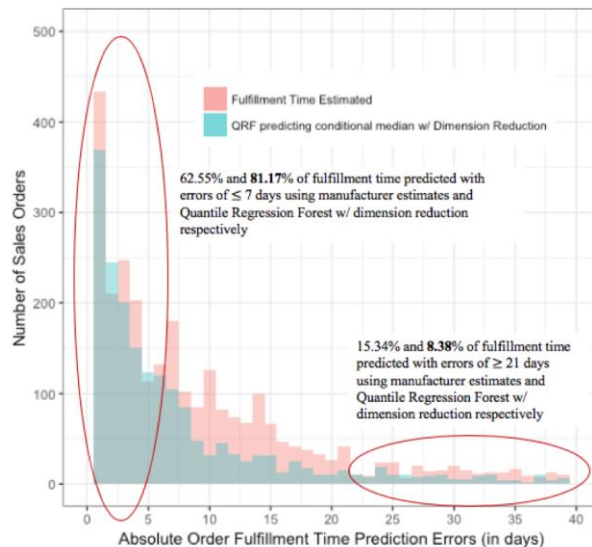 500
400
300
200
100
0
Number of Sales Orders
Fulfillment Time Estimated
QRF predicting conditional median w/ Dimension Reduction
62.55% and 81.17% of fulfillment time predicted with
errors of ≤ 7 days using manufacturer estimates and
Quantile Regression Forest w/ dimension reduction
respectively
15.34% and 8.38% of fulfillment time
predicted with errors of ≥ 21 days
using manufacturer estimates and
Quantile Regression Forest w/
dimension reduction respectively
0 5 10 15 20 25 30 35 40
Absolute Order Fulfillment Time Prediction Errors (in days)